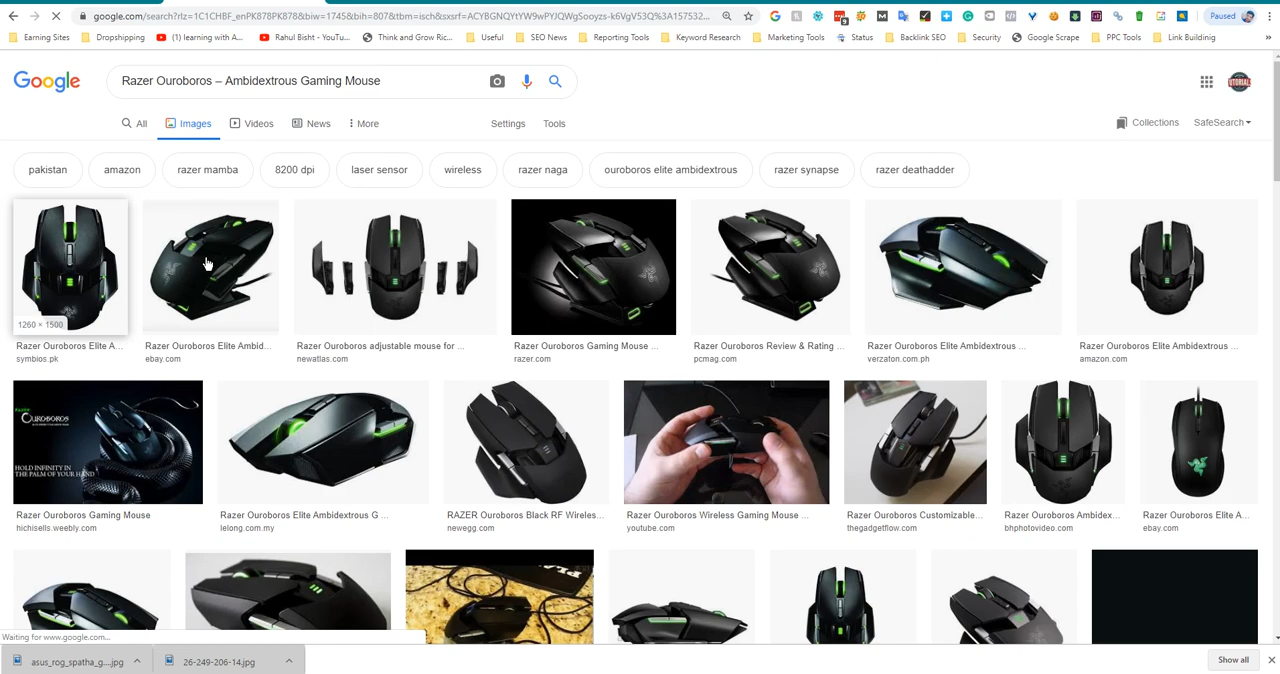 google.com/search?rlz=1C1CHBF_enPK878PK878&biw=1745&bih=807&tbm=isch&sxsrf=ACYBGNQYtYW9wPYJQWgSooyzs-k6VgV53Q%3A157532...
Paused
Earning Sites
Dropshipping
(1) learning with A...
Rahul Bisht - YouTu...
Think and Grow Ric...
Useful
SEO News
Reporting Tools
Keyword Research
Marketing Tools
Status
Backlink SEO
Security
Google Scrape
PPC Tools
Link Buildinig
»
Google
Razer Ouroboros – Ambidextrous Gaming Mouse
All
Images
Videos
News
More
Settings
Tools
Collections
SafeSearch
pakistan
amazon
razer mamba
8200 dpi
laser sensor
wireless
razer naga
ouroboros elite ambidextrous
razer synapse
razer deathadder
1260 × 1500
Razer Ouroboros Elite A...
Razer Ouroboros Elite Ambid...
Razer Ouroboros adjustable mouse for ...
Razer Ouroboros Gaming Mouse ...
Razer Ouroboros Review & Rating ...
Razer Ouroboros Elite Ambidextrous ...
Razer Ouroboros Elite Ambidextrous ...
symbios.pk
ebay.com
newatlas.com
razer.com
pcmag.com
verzaton.com.ph
amazon.com
OUROBOROS
HOLD INFINITY IN
THE PALM OF YOUR HAND
Razer Ouroboros Gaming Mouse
Razer Ouroboros Elite Ambidextrous G ...
RAZER Ouroboros Black RF Wireles...
Razer Ouroboros Wireless Gaming Mouse ...
Razer Ouroboros Customizable...
Razer Ouroboros Ambidex...
Razer Ouroboros Elite A...
hichisells.weebly.com
lelong.com.my
newegg.com
youtube.com
thegadgetflow.com
bhphotovideo.com
ebay.com
Waiting for www.google.com...
asus_rog_spatha_g....jpg
26-249-206-14.jpg
Show all